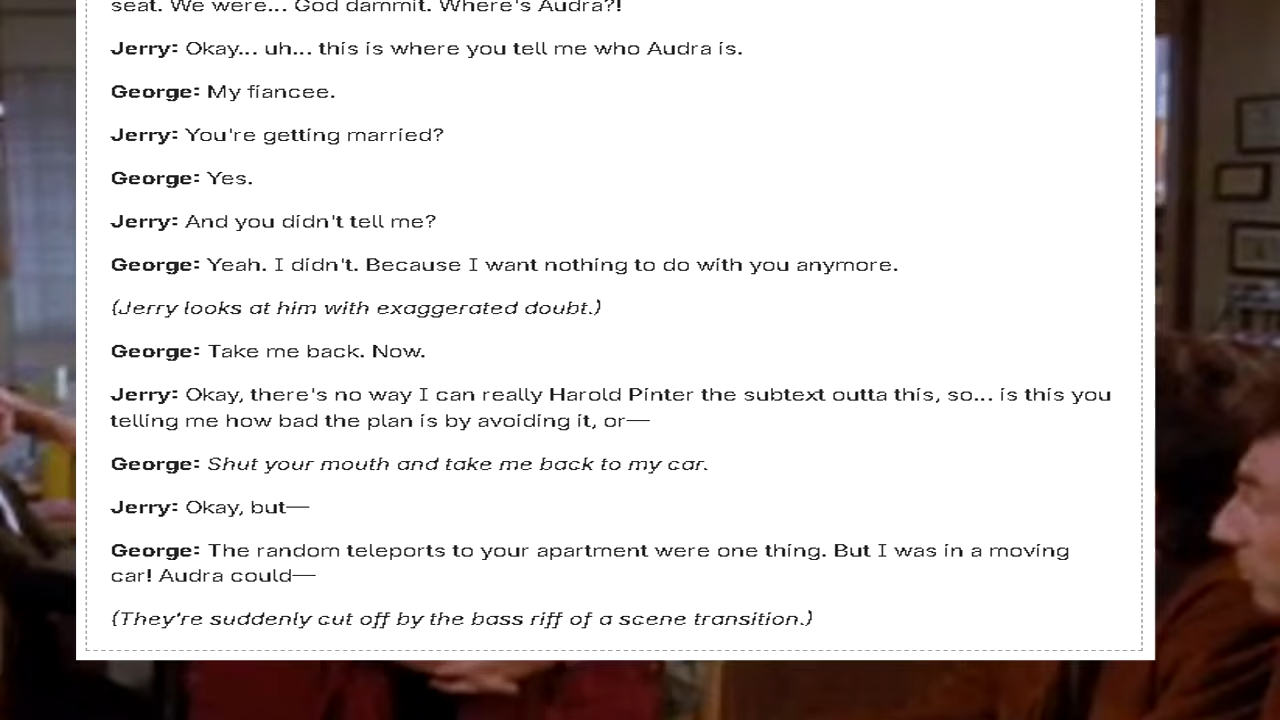 seat. We were... God dammit. Where's Audra?!
Jerry: Okay... uh... this is where you tell me who Audra is.
George: My fiancee.
Jerry: You're getting married?
George: Yes.
Jerry: And you didn't tell me?
George: Yeah. I didn't. Because I want nothing to do with you anymore.
(Jerry looks at him with exaggerated doubt.)
George: Take me back. Now.
Jerry: Okay, there's no way I can really Harold Pinter the subtext outta this, so... is this you
telling me how bad the plan is by avoiding it, or—
George: Shut your mouth and take me back to my car.
Jerry: Okay, but—
George: The random teleports to your apartment were one thing. But I was in a moving
car! Audra could—
(They're suddenly cut off by the bass riff of a scene transition.)